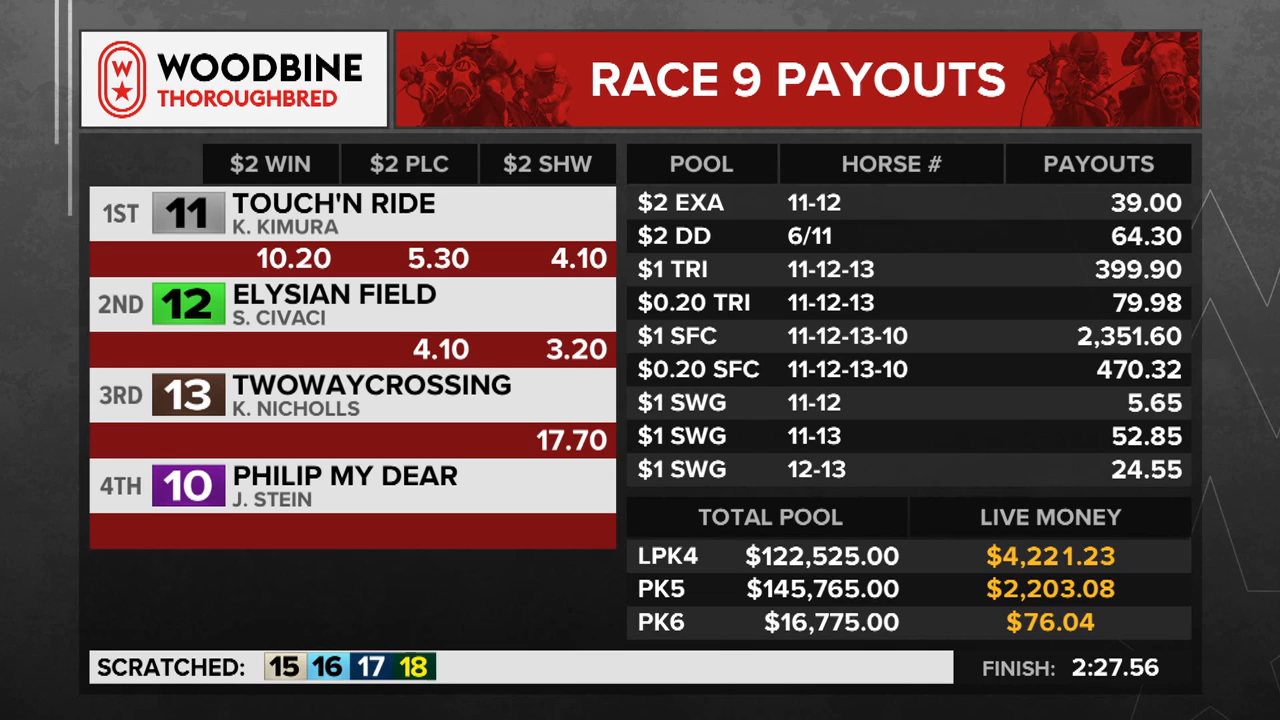 W
WOODBINE
THOROUGHBRED
RACE 9 PAYOUTS
$2 WIN $2 PLC $2 SHW
1ST 11 TOUCH'N RIDE
K. KIMURA
10.20 5.30 4.10
2ND 12 ELYSIAN FIELD
S. CIVACI
4.10 3.20
3RD 13 TWOWAYCROSSING
K. NICHOLLS
17.70
4TH 10 PHILIP MY DEAR
J. STEIN
POOL HORSE # PAYOUTS
$2 EXA 11-12 39.00
$2 DD 6/11 64.30
$1 TRI 11-12-13 399.90
$0.20 TRI 11-12-13 79.98
$1 SFC 11-12-13-10 2,351.60
$0.20 SFC 11-12-13-10 470.32
$1 SWG 11-12 5.65
$1 SWG 11-13 52.85
$1 SWG 12-13 24.55
TOTAL POOL LIVE MONEY
LPK4 $122,525.00 $4,221.23
PK5 $145,765.00 $2,203.08
PK6 $16,775.00 $76.04
SCRATCHED: 15 16 17 18
FINISH: 2:27.56